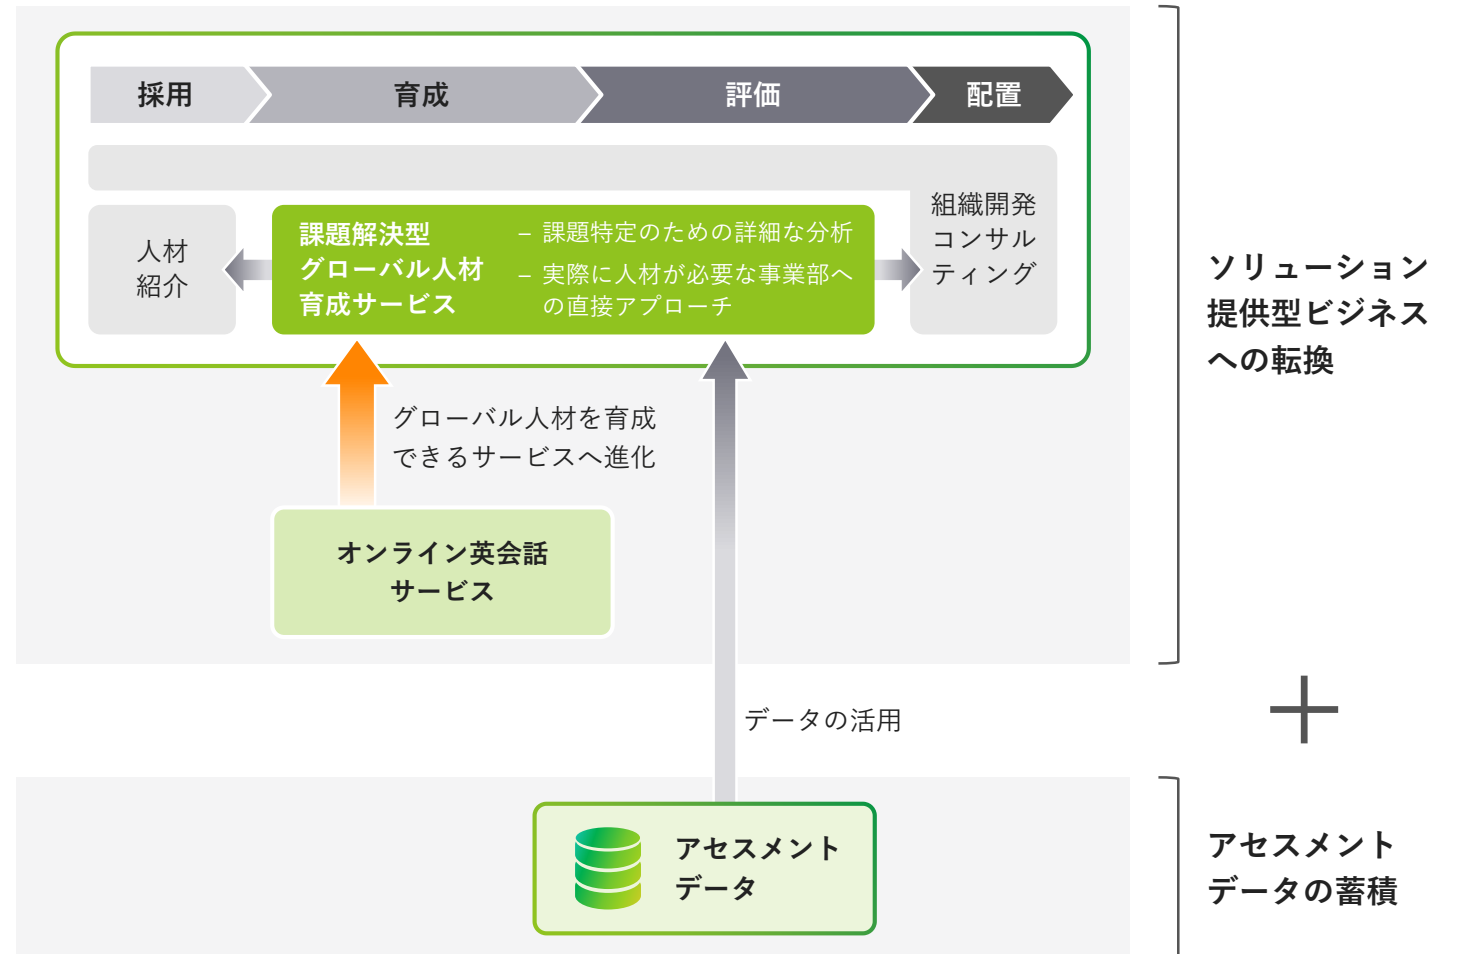 採用
育成
評価
配置
人材
紹介
課題解決型
グローバル人材
育成サービス
– 課題特定のための詳細な分析
– 実際に人材が必要な事業部へ
の直接アプローチ
組織開発
コンサル
ティング
グローバル人材を育成
できるサービスへ進化
オンライン英会話
サービス
ソリューション
提供型ビジネス
への転換
データの活用
アセスメント
データ
アセスメント
データの蓄積